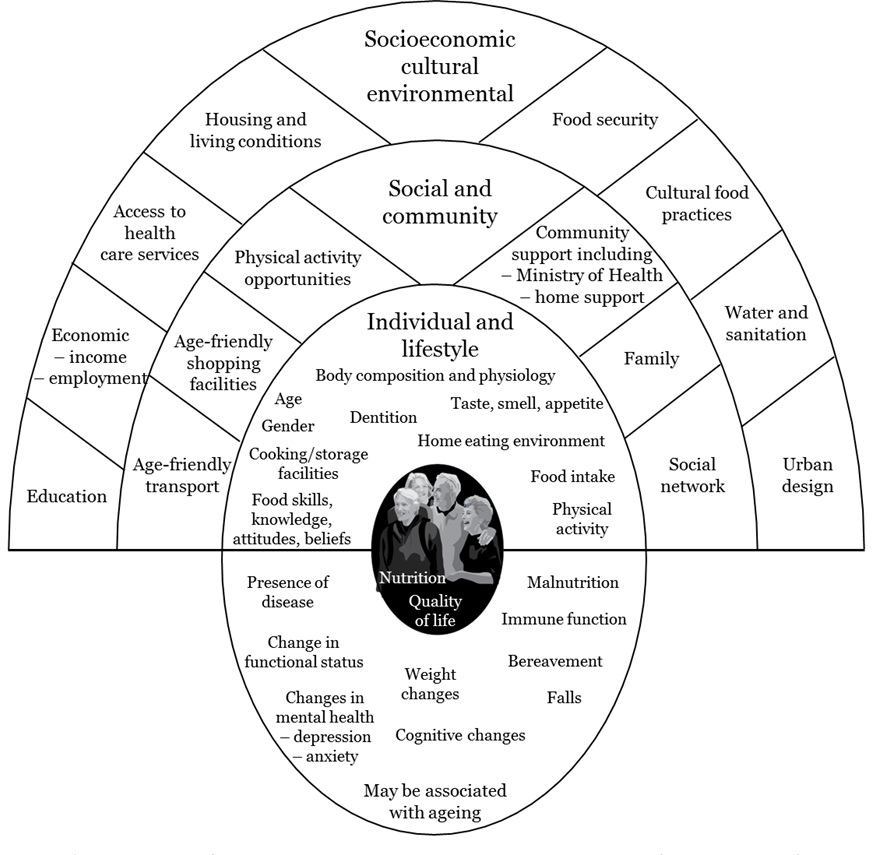 Socioeconomic
cultural
environmental
Housing and
living conditions
Food security
Access to
health
care services
Cultural food
practices
Economic
– income
– employment
Water and
sanitation
Education
Urban
design
Social and
community
Physical activity
opportunities
Community
support including
– Ministry of Health
– home support
Age-friendly
shopping
facilities
Family
Age-friendly
transport
Social
network
Individual and
lifestyle
Body composition and physiology
Age
Taste, smell, appetite
Gender
Dentition
Home eating environment
Cooking/storage
facilities
Food intake
Food skills,
knowledge,
attitudes, beliefs
Physical
activity
Nutrition
Quality
of life
Presence of
disease
Malnutrition
Immune function
Change in
functional status
Bereavement
Weight
changes
Falls
Changes in
mental health
– depression
– anxiety
Cognitive changes
May be associated
with ageing